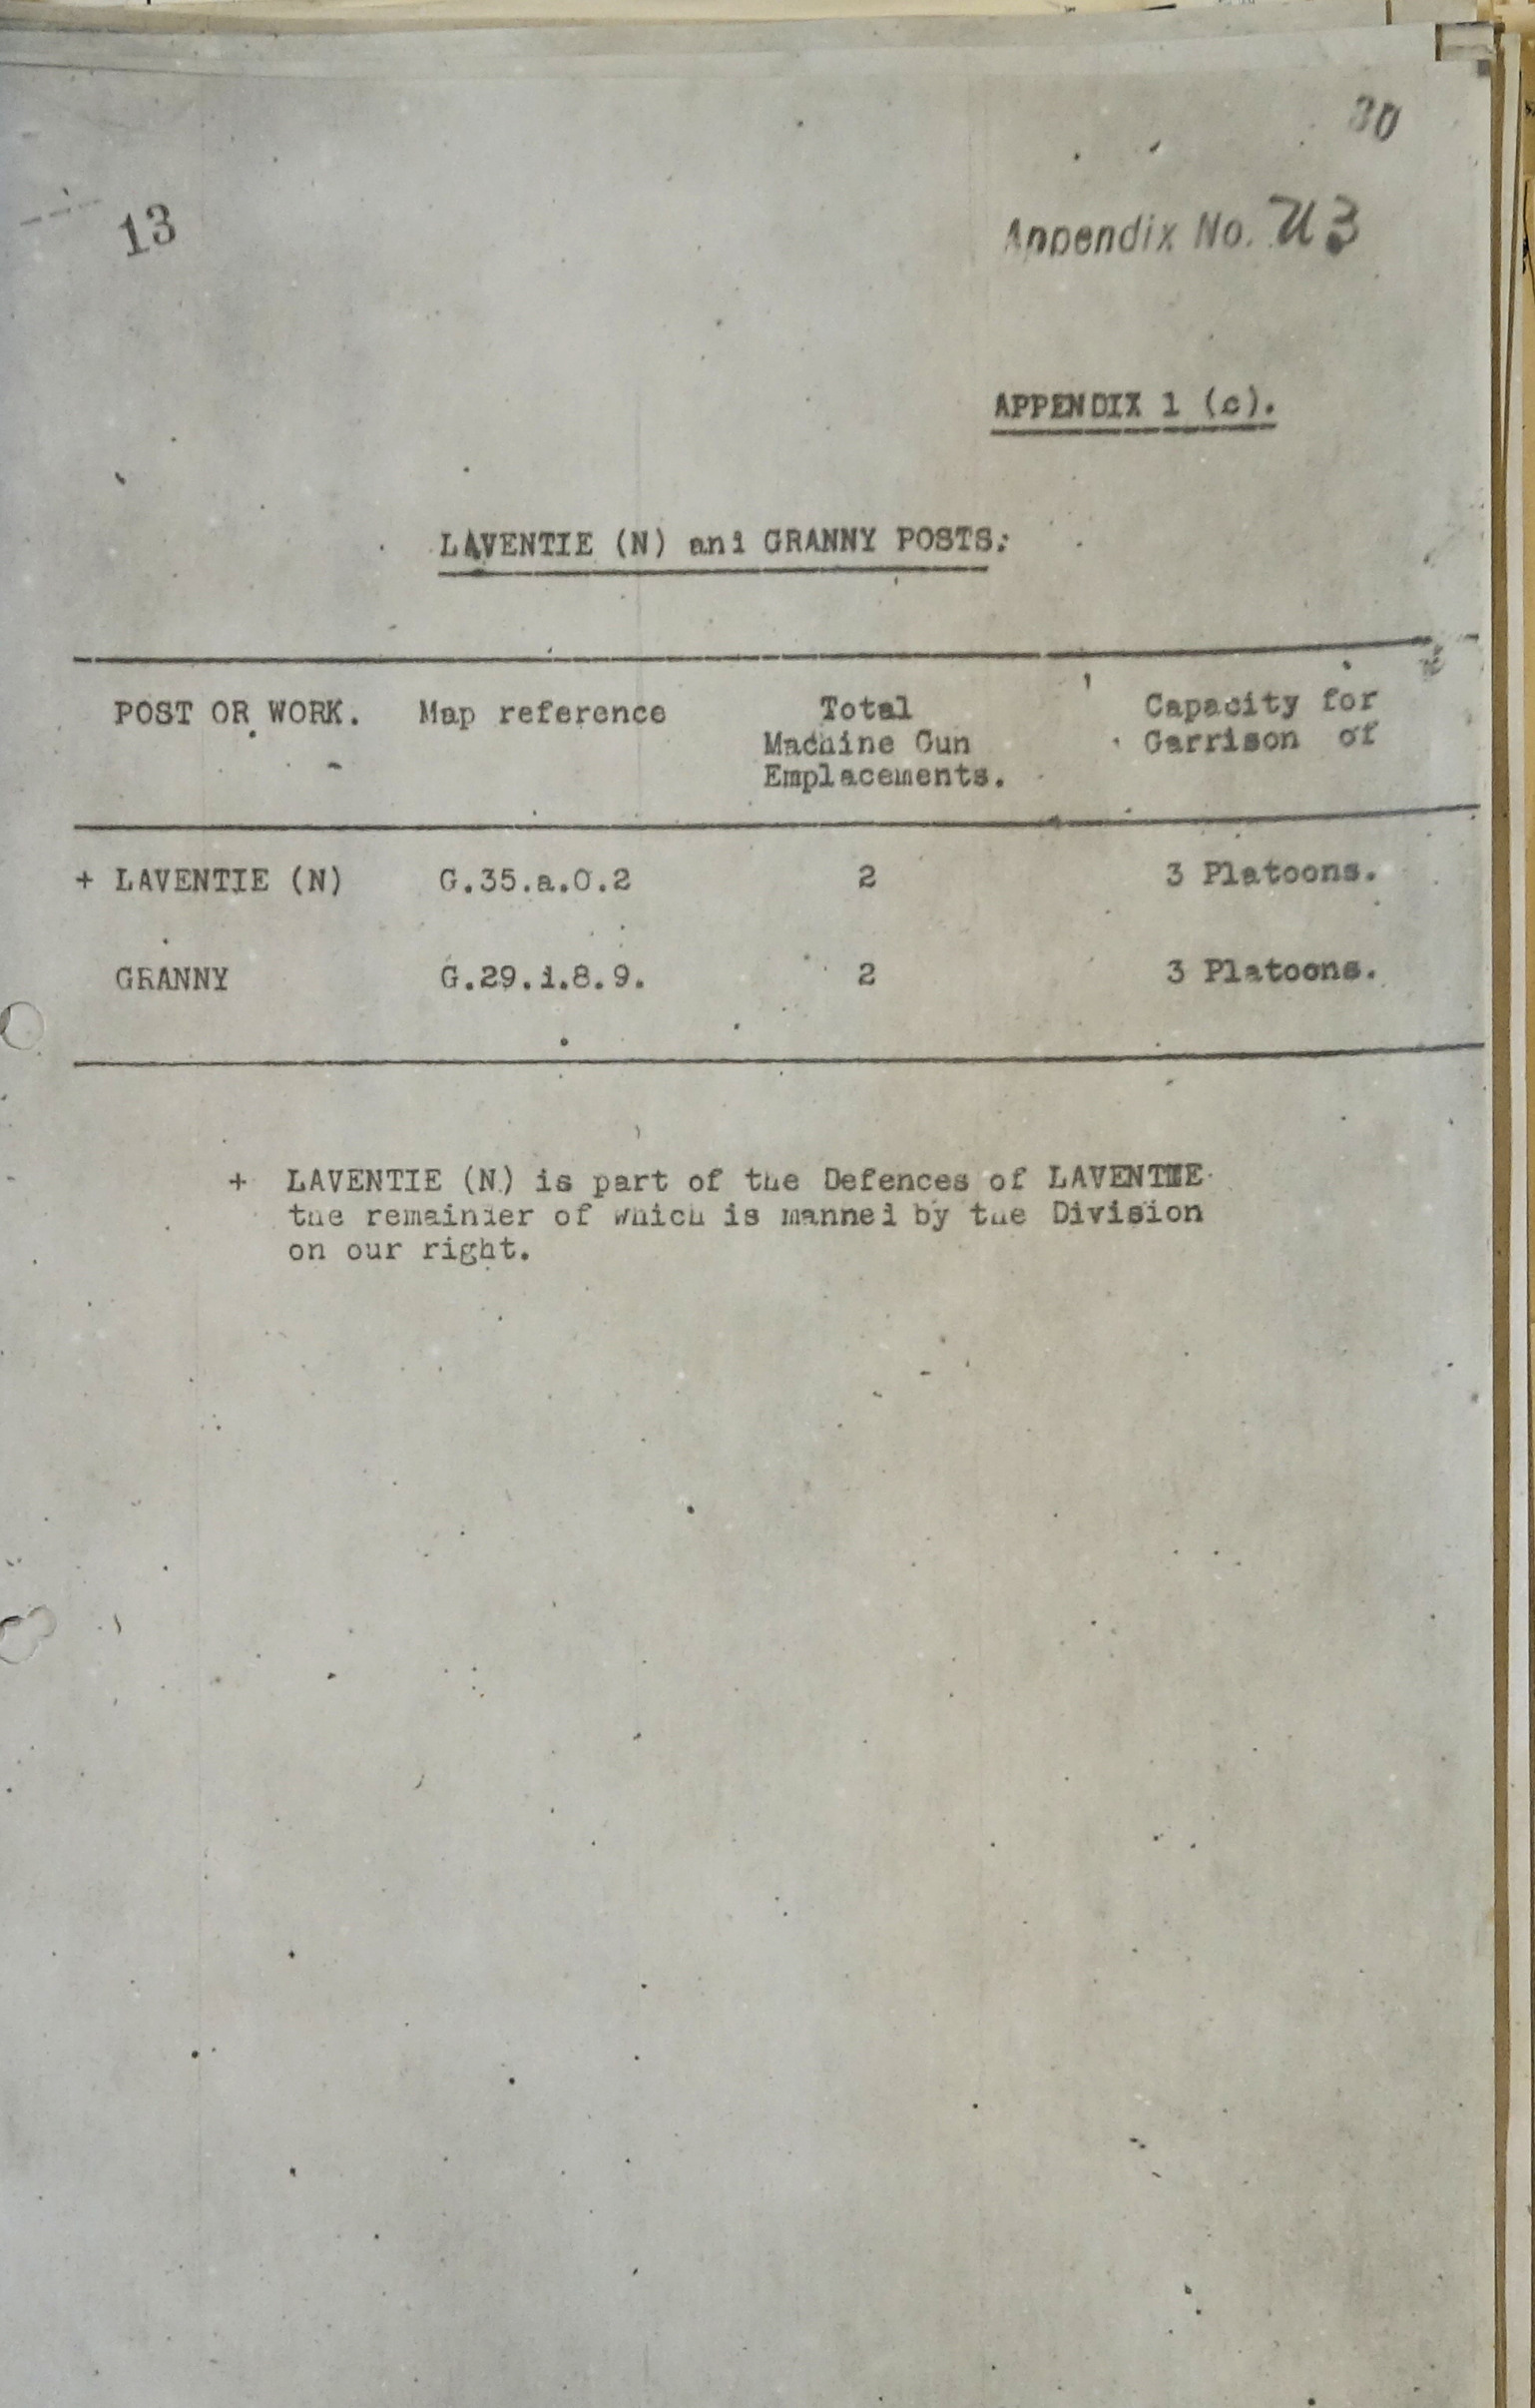 30
13
Appendix No. U3
APPENDIX 1 (c).
LAVENTIE (N) and GRANNY POSTS.
POST OR WORK. Map reference Total Machine Gun Emplacements. Capacity for Garrison of
+ LAVENTIE (N) G.35.a.0.2 2 3 Platoons.
GRANNY G.29.d.8.9. 2 3 Platoons.
+ LAVENTIE (N) is part of the Defences of LAVENTIE
the remainder of which is manned by the Division
on our right.